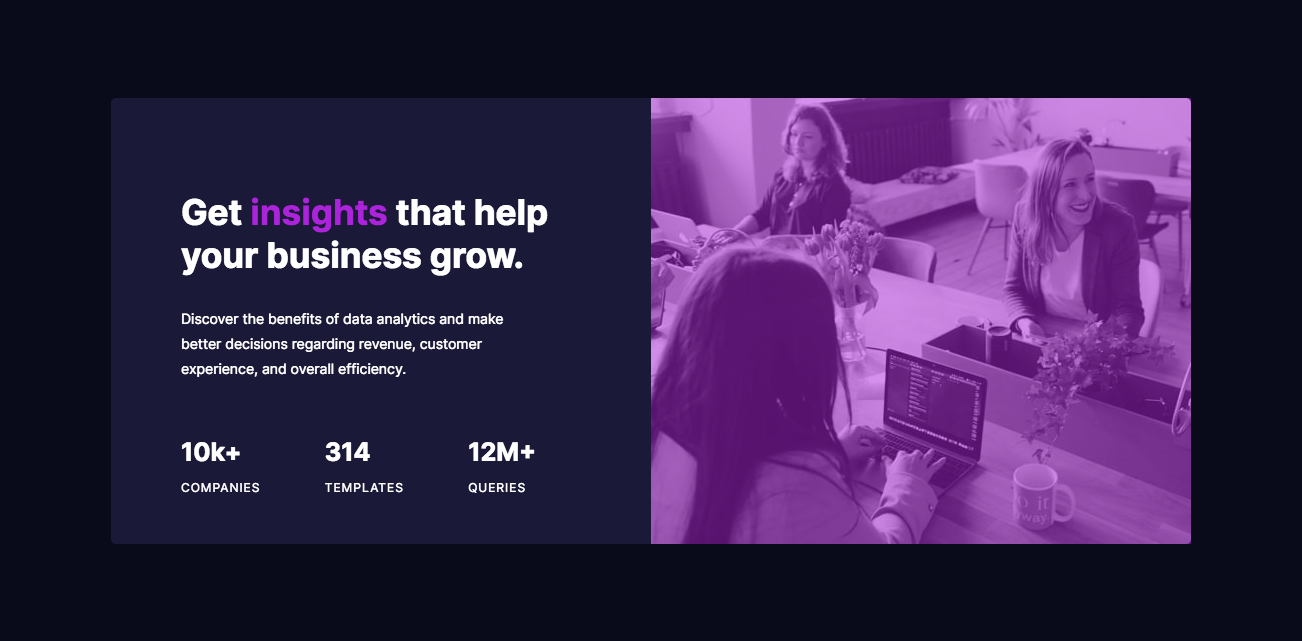 Get insights that help
your business grow.
Discover the benefits of data analytics and make
better decisions regarding revenue, customer
experience, and overall efficiency.
10k+ 314 12M+
COMPANIES TEMPLATES QUERIES